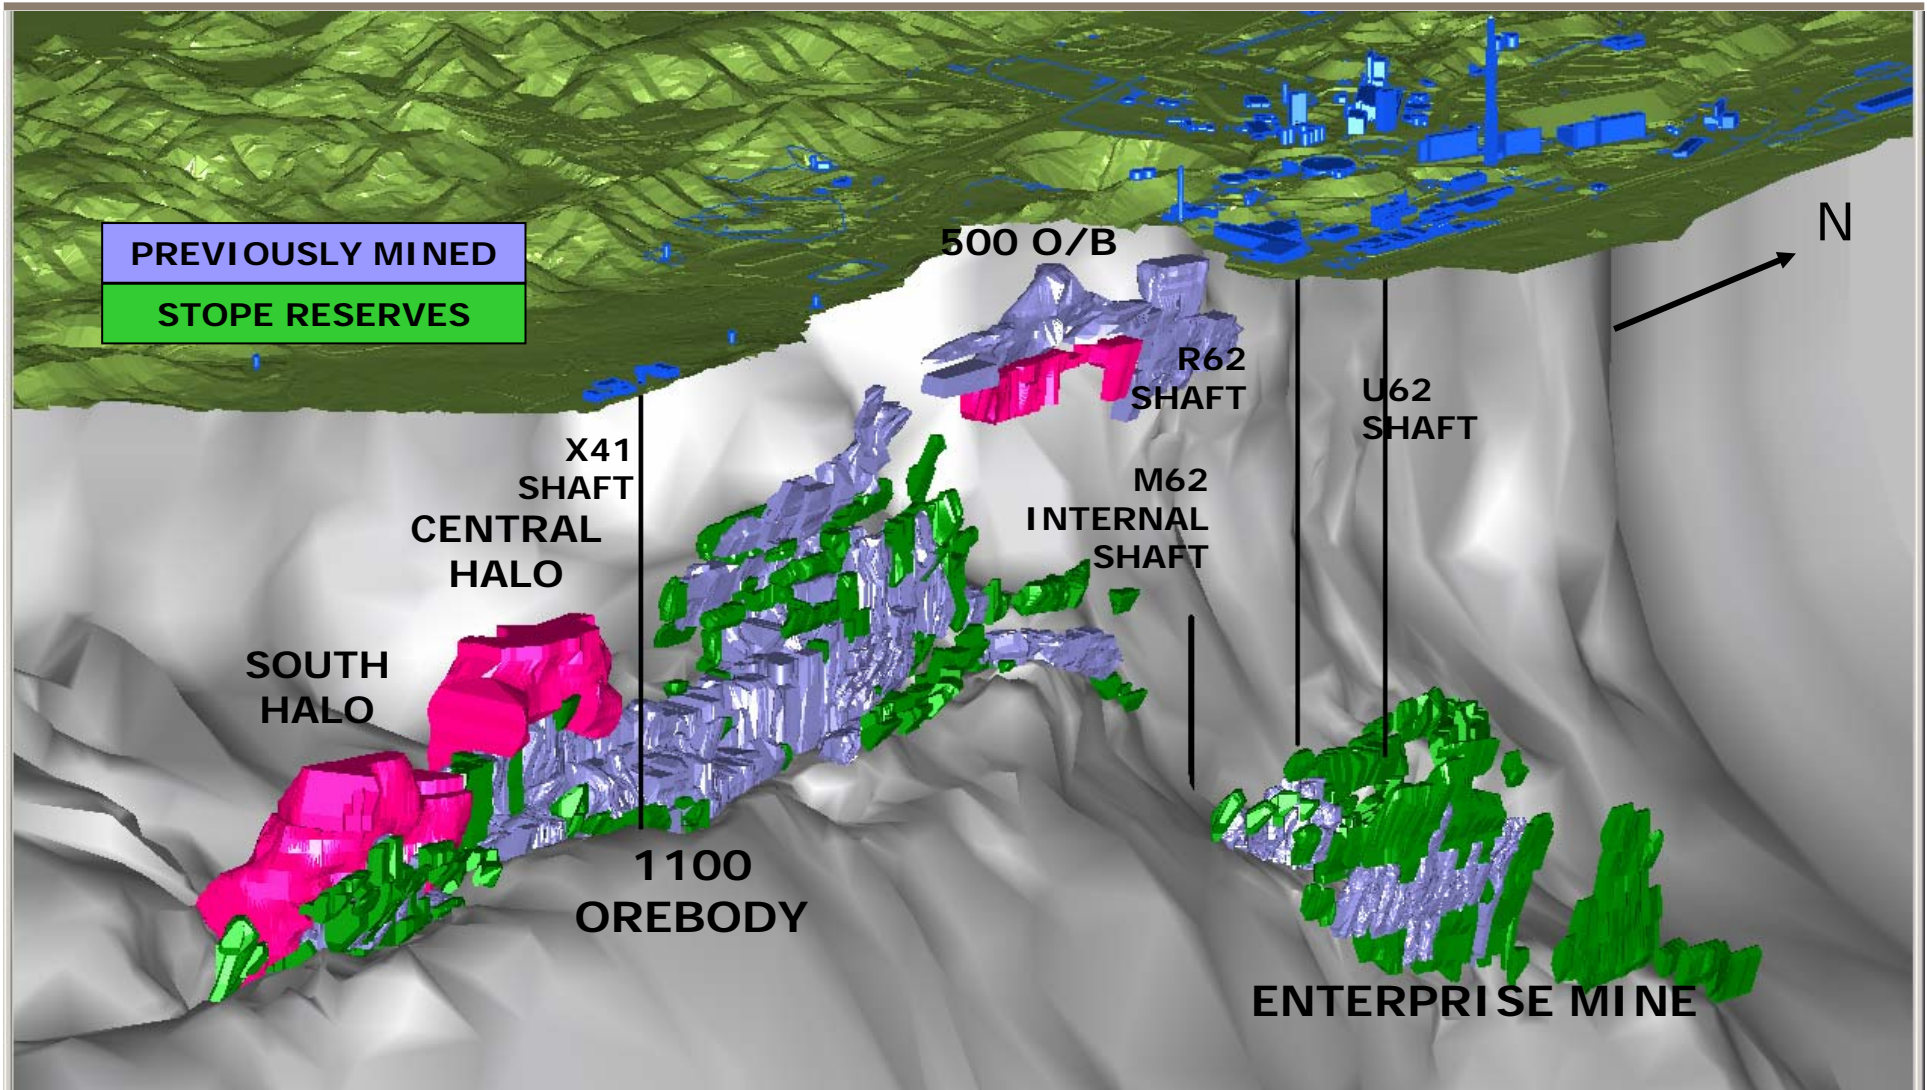 N
500 O/B
PREVIOUSLY MINED
STOPE RESERVES
R62
SHAFT
U62
SHAFT
X41
SHAFT
M62
INTERNAL
SHAFT
CENTRAL
HALO
SOUTH
HALO
1100
OREBODY
ENTERPRISE MINE